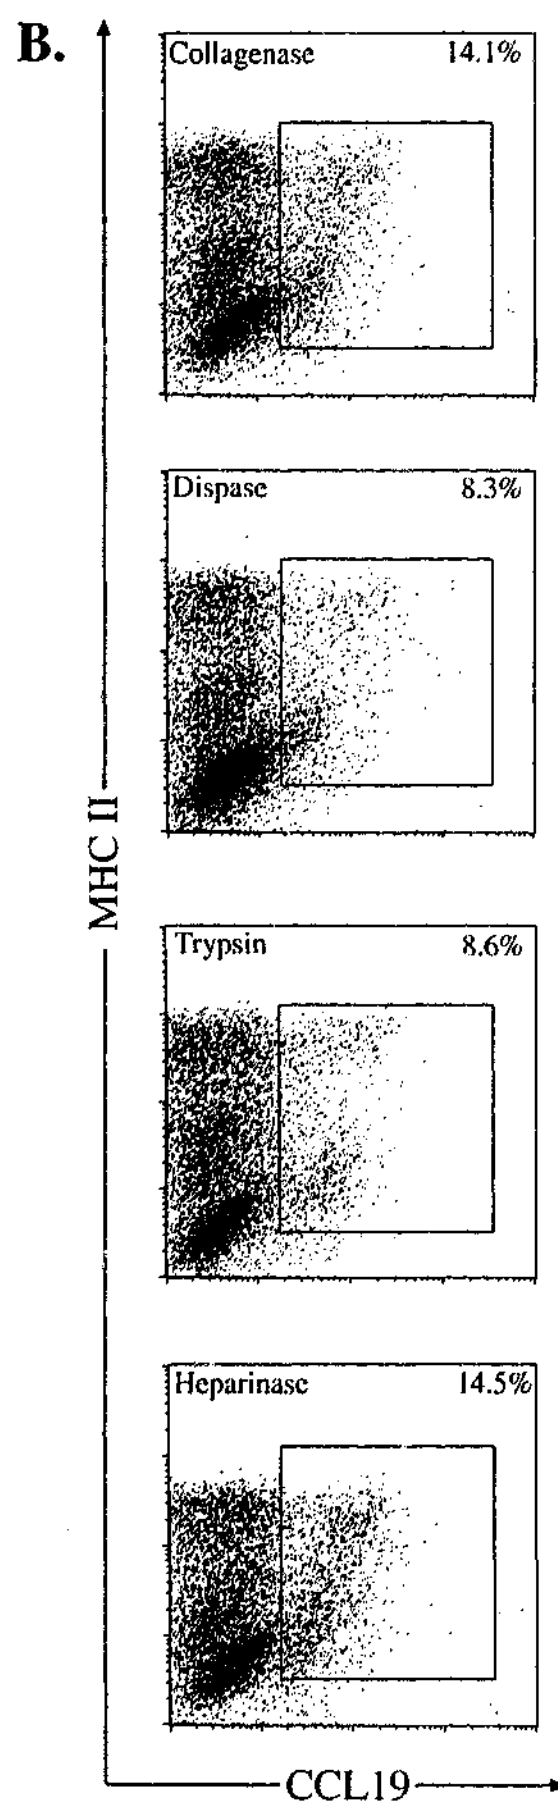 B.
Collagenase 14.1%
Dispase 8.3%
MHC II
Trypsin 8.6%
Heparinase 14.5%
CCL19